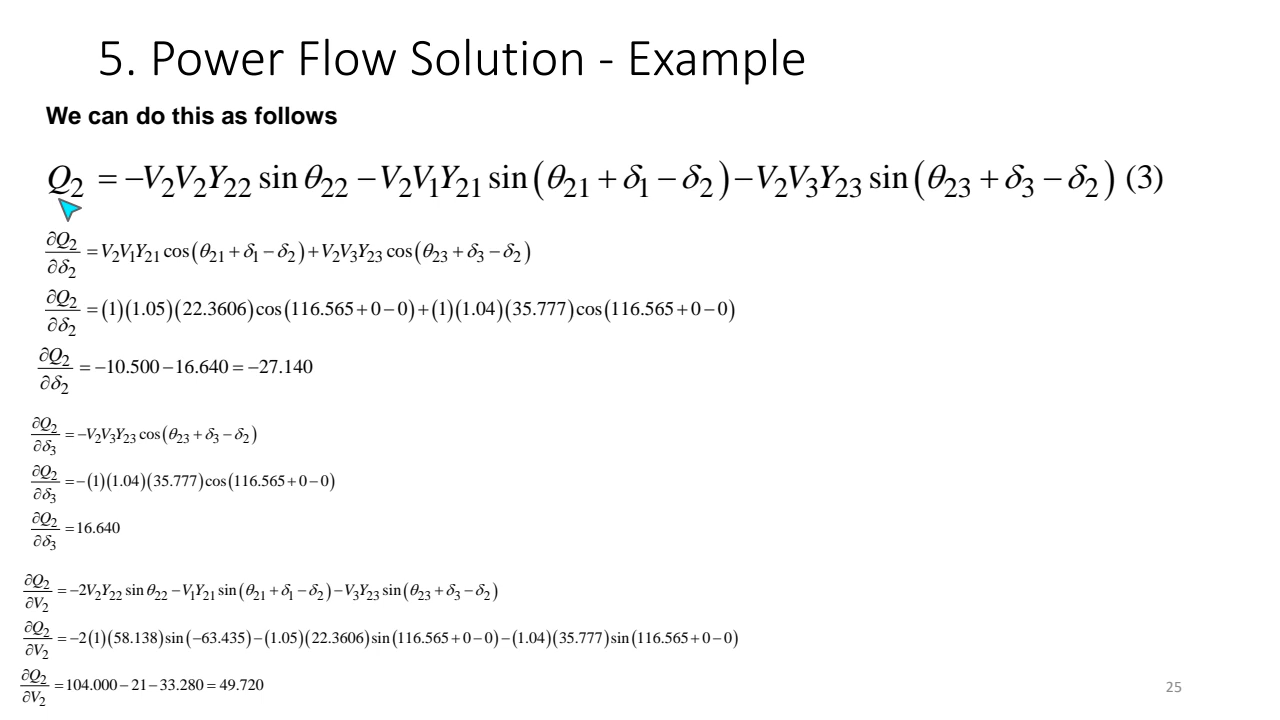 5. Power Flow Solution - Example
We can do this as follows
Q₂ = −V₂V₂Y₂₂ sin θ₂₂ − V₂V₁Y₂₁ sin(θ₂₁ + δ₁ − δ₂) − V₂V₃Y₂₃ sin(θ₂₃ + δ₃ − δ₂) (3)
∂Q₂/∂δ₂ = V₂V₁Y₂₁ cos(θ₂₁ + δ₁ − δ₂) + V₂V₃Y₂₃ cos(θ₂₃ + δ₃ − δ₂)
∂Q₂/∂δ₂ = (1)(1.05)(22.3606)cos(116.565 + 0 − 0) + (1)(1.04)(35.777)cos(116.565 + 0 − 0)
∂Q₂/∂δ₂ = −10.500 − 16.640 = −27.140
∂Q₂/∂δ₃ = −V₂V₃Y₂₃ cos(θ₂₃ + δ₃ − δ₂)
∂Q₂/∂δ₃ = −(1)(1.04)(35.777)cos(116.565 + 0 − 0)
∂Q₂/∂δ₃ = 16.640
∂Q₂/∂V₂ = −2V₂Y₂₂ sin θ₂₂ − V₁Y₂₁ sin(θ₂₁ + δ₁ − δ₂) − V₃Y₂₃ sin(θ₂₃ + δ₃ − δ₂)
∂Q₂/∂V₂ = −2(1)(58.138)sin(−63.435) − (1.05)(22.3606)sin(116.565 + 0 − 0) − (1.04)(35.777)sin(116.565 + 0 − 0)
∂Q₂/∂V₂ = 104.000 − 21 − 33.280 = 49.720
25